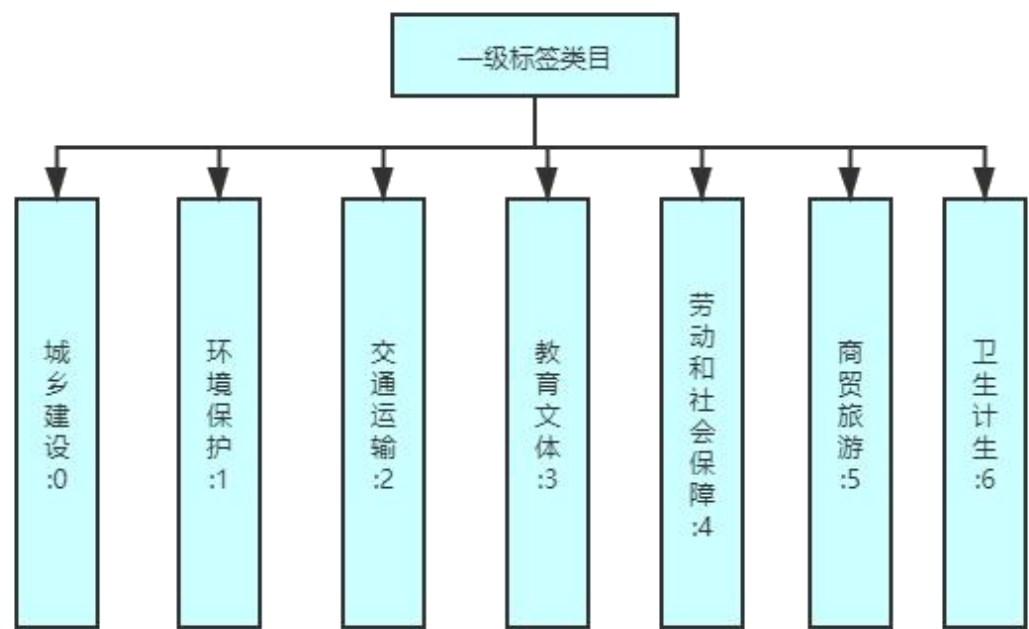 一级标签类目
城乡建设:0
环境保护:1
交通运输:2
教育文体:3
劳动和社会保障:4
商贸旅游:5
卫生计生:6